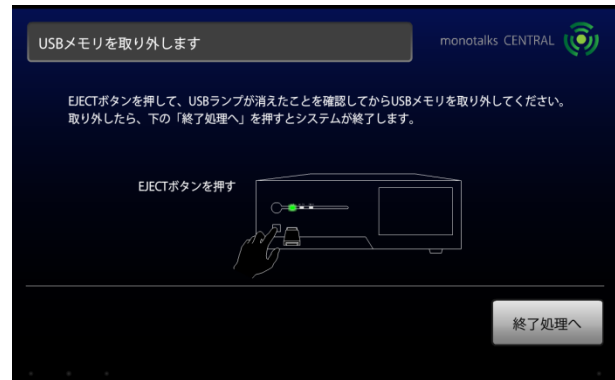 USBメモリを取り外します
monotalks CENTRAL
EJECTボタンを押して、USBランプが消えたことを確認してからUSBメモリを取り外してください。
取り外したら、下の「終了処理へ」を押すとシステムが終了します。
EJECTボタンを押す
終了処理へ